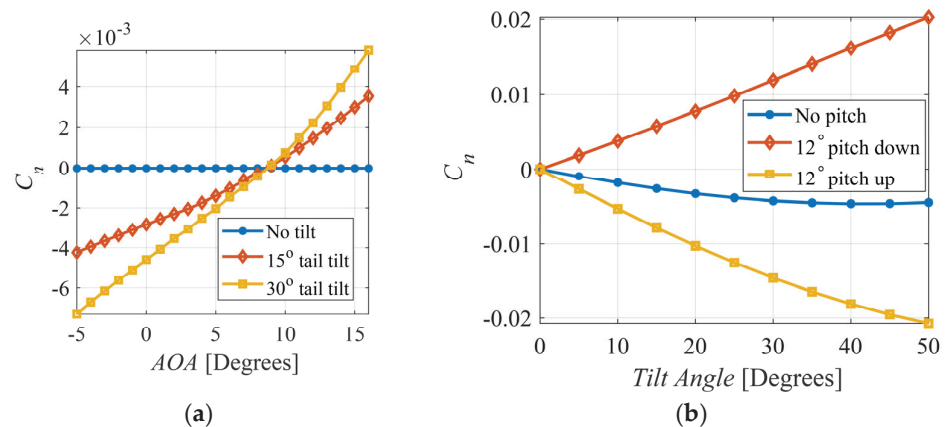 ×10⁻³
4
2
0
-2
-4
-6
C_n
No tilt
15° tail tilt
30° tail tilt
-5 0 5 10 15
AOA [Degrees]
(a)
0.02
0.01
0
-0.01
-0.02
C_n
No pitch
12° pitch down
12° pitch up
0 10 20 30 40 50
Tilt Angle [Degrees]
(b)